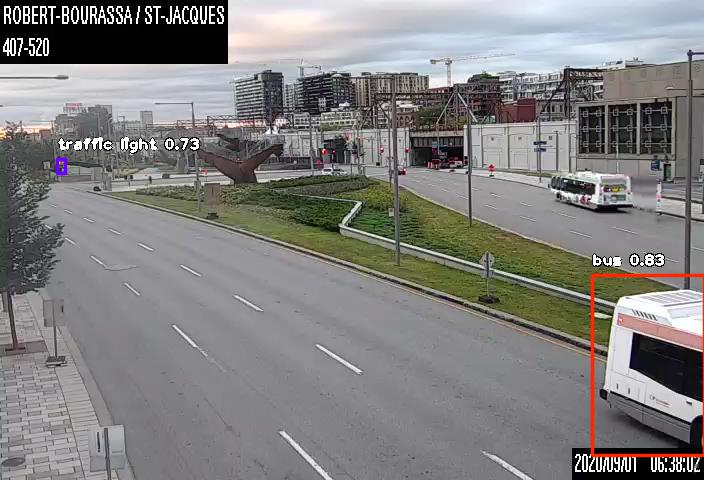 ROBERT-BOURASSA / ST-JACQUES
407-520
traffic light 0.73
bus 0.83
2020/09/01 06:38:02